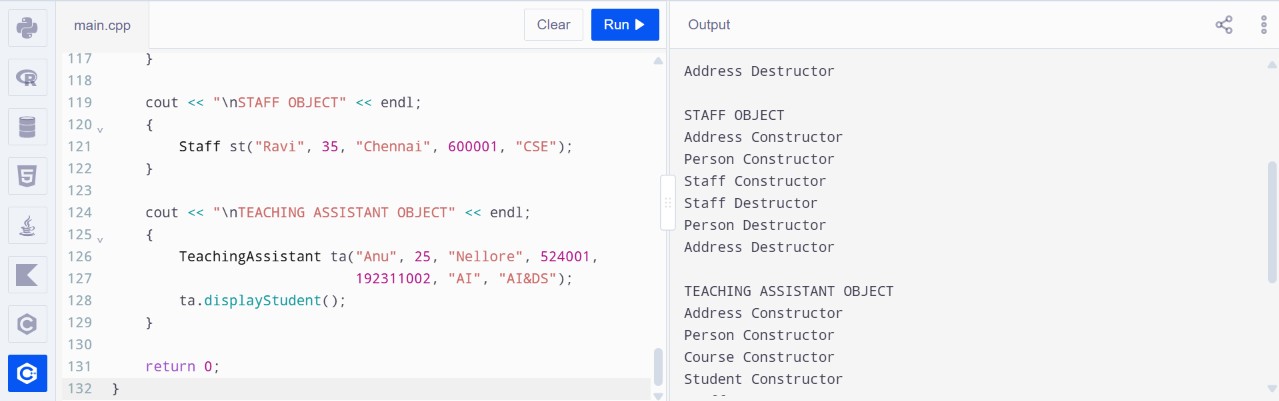 main.cpp
Clear
Run
117 }
118
119 cout << "\nSTAFF OBJECT" << endl;
120 {
121 Staff st("Ravi", 35, "Chennai", 600001, "CSE");
122 }
123
124 cout << "\nTEACHING ASSISTANT OBJECT" << endl;
125 {
126 TeachingAssistant ta("Anu", 25, "Nellore", 524001,
127 192311002, "AI", "AI&DS");
128 ta.displayStudent();
129 }
130
131 return 0;
132 }
Output
Address Destructor
STAFF OBJECT
Address Constructor
Person Constructor
Staff Constructor
Staff Destructor
Person Destructor
Address Destructor
TEACHING ASSISTANT OBJECT
Address Constructor
Person Constructor
Course Constructor
Student Constructor